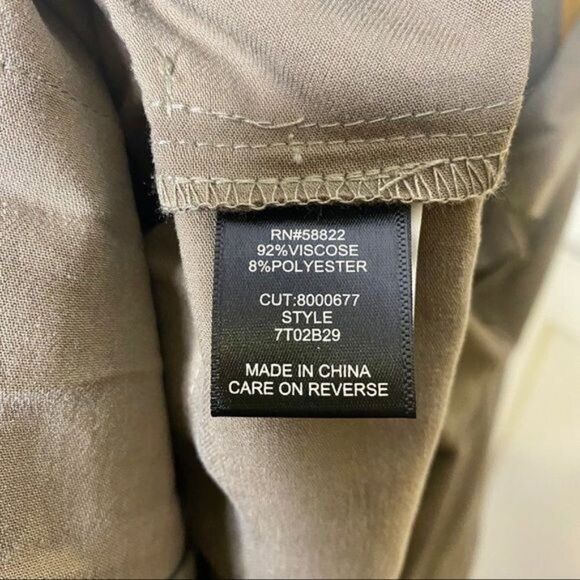 RN#58822
92%VISCOSE
8%POLYESTER
CUT:8000677
STYLE
7T02B29
MADE IN CHINA
CARE ON REVERSE